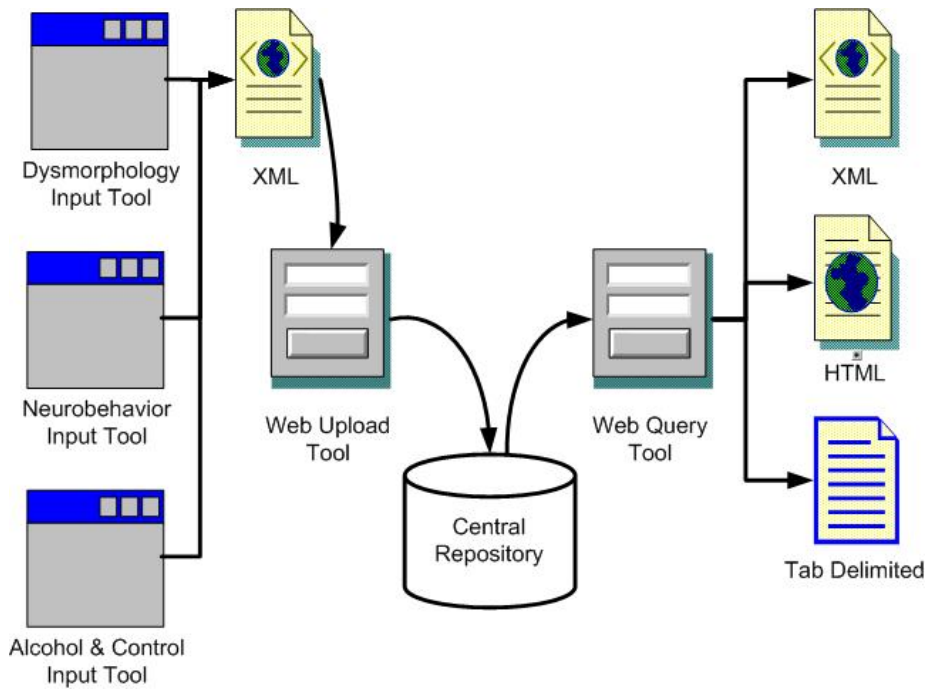 Dysmorphology
Input Tool
XML
Neurobehavior
Input Tool
Web Upload
Tool
Alcohol & Control
Input Tool
Central
Repository
Web Query
Tool
XML
HTML
Tab Delimited